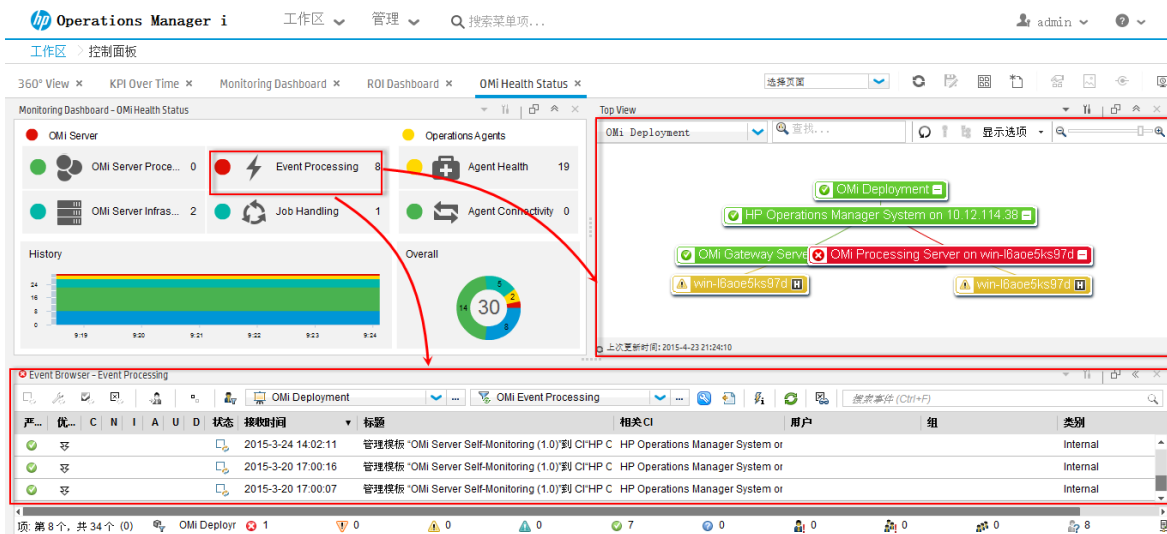 hp Operations Manager i 工作区 管理 搜索菜单项... admin
工作区 > 控制面板
360° View × KPI Over Time × Monitoring Dashboard × ROI Dashboard × OMi Health Status × 选择页面
Monitoring Dashboard - OMi Health Status
OMi Server
Operations Agents
OMi Server Proce... 0
Event Processing 8
Agent Health 19
OMi Server Infras... 2
Job Handling 1
Agent Connectivity 0
History
24
16
8
0
9:19 9:20 9:21 9:22 9:23 9:24
Overall
5
2
14 30
8
Top View
OMi Deployment 查找... 显示选项
OMi Deployment
HP Operations Manager System on 10.12.114.38
OMi Gateway Serve
OMi Processing Server on win-l6aoe5ks97d
win-l6aoe5ks97d H
win-l6aoe5ks97d H
上次更新时间: 2015-4-23 21:24:10
Event Browser - Event Processing
OMi Deployment ... OMi Event Processing ... 搜索事件 (Ctrl+F)
严... 优... C N I A U D 状态 接收时间 标题 相关 CI 用户 组 类别
2015-3-24 14:02:11 管理模板 "OMi Server Self-Monitoring (1.0)"到 CI"HP C HP Operations Manager System or Internal
2015-3-20 17:00:16 管理模板 "OMi Server Self-Monitoring (1.0)"到 CI"HP C HP Operations Manager System or Internal
2015-3-20 17:00:07 管理模板 "OMi Server Self-Monitoring (1.0)"到 CI"HP C HP Operations Manager System or Internal
项: 第 8 个, 共 34 个 (0) OMi Deployr 1 0 0 0 7 0 0 0 0 8